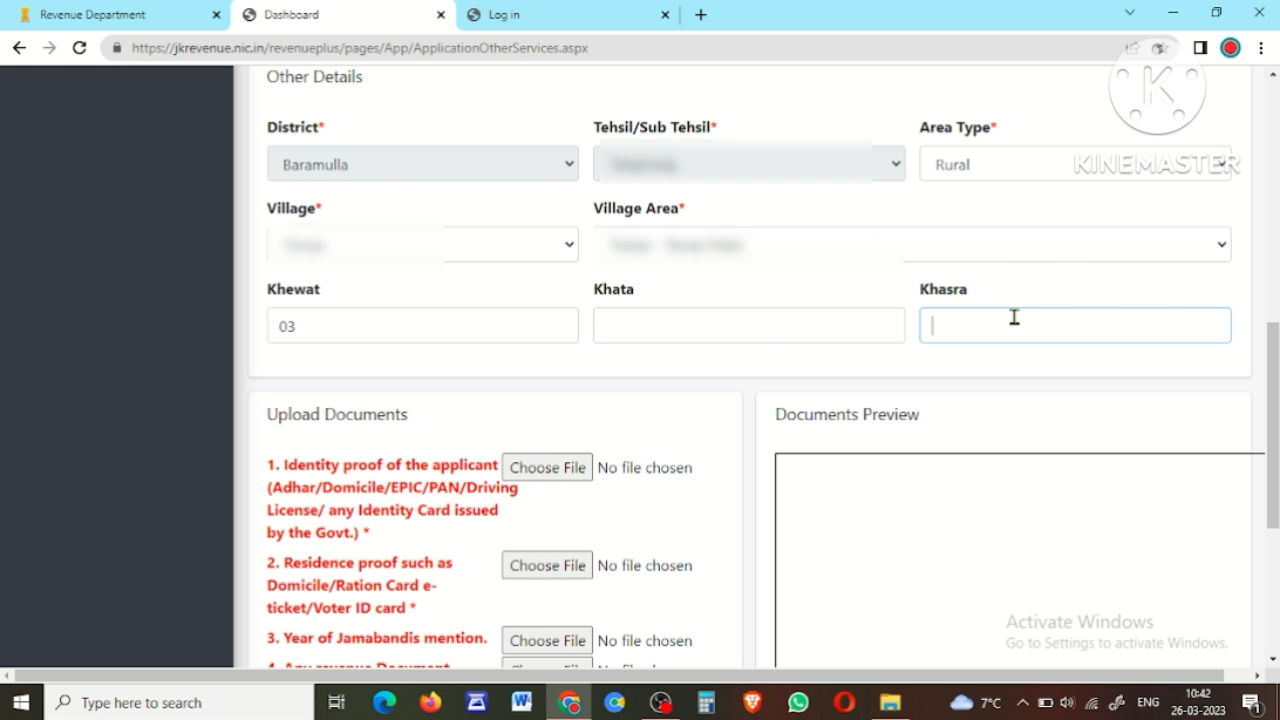 Revenue Department
Dashboard
Log in
https://jkrevenue.nic.in/revenueplus/pages/App/ApplicationOtherServices.aspx
K
KINEMASTER
Other Details
District* Tehsil/Sub Tehsil* Area Type*
Baramulla Rural
Village* Village Area*
Khewat Khata Khasra
03
Upload Documents
1. Identity proof of the applicant
(Adhar/Domicile/EPIC/PAN/Driving
License/ any Identity Card issued
by the Govt.) *
Choose File No file chosen
2. Residence proof such as
Domicile/Ration Card e-
ticket/Voter ID card *
Choose File No file chosen
3. Year of Jamabandis mention.
Choose File No file chosen
4. Any revenue Document
Documents Preview
Activate Windows
Go to Settings to activate Windows.
Type here to search
7°C
ENG
10:42
26-03-2023
1